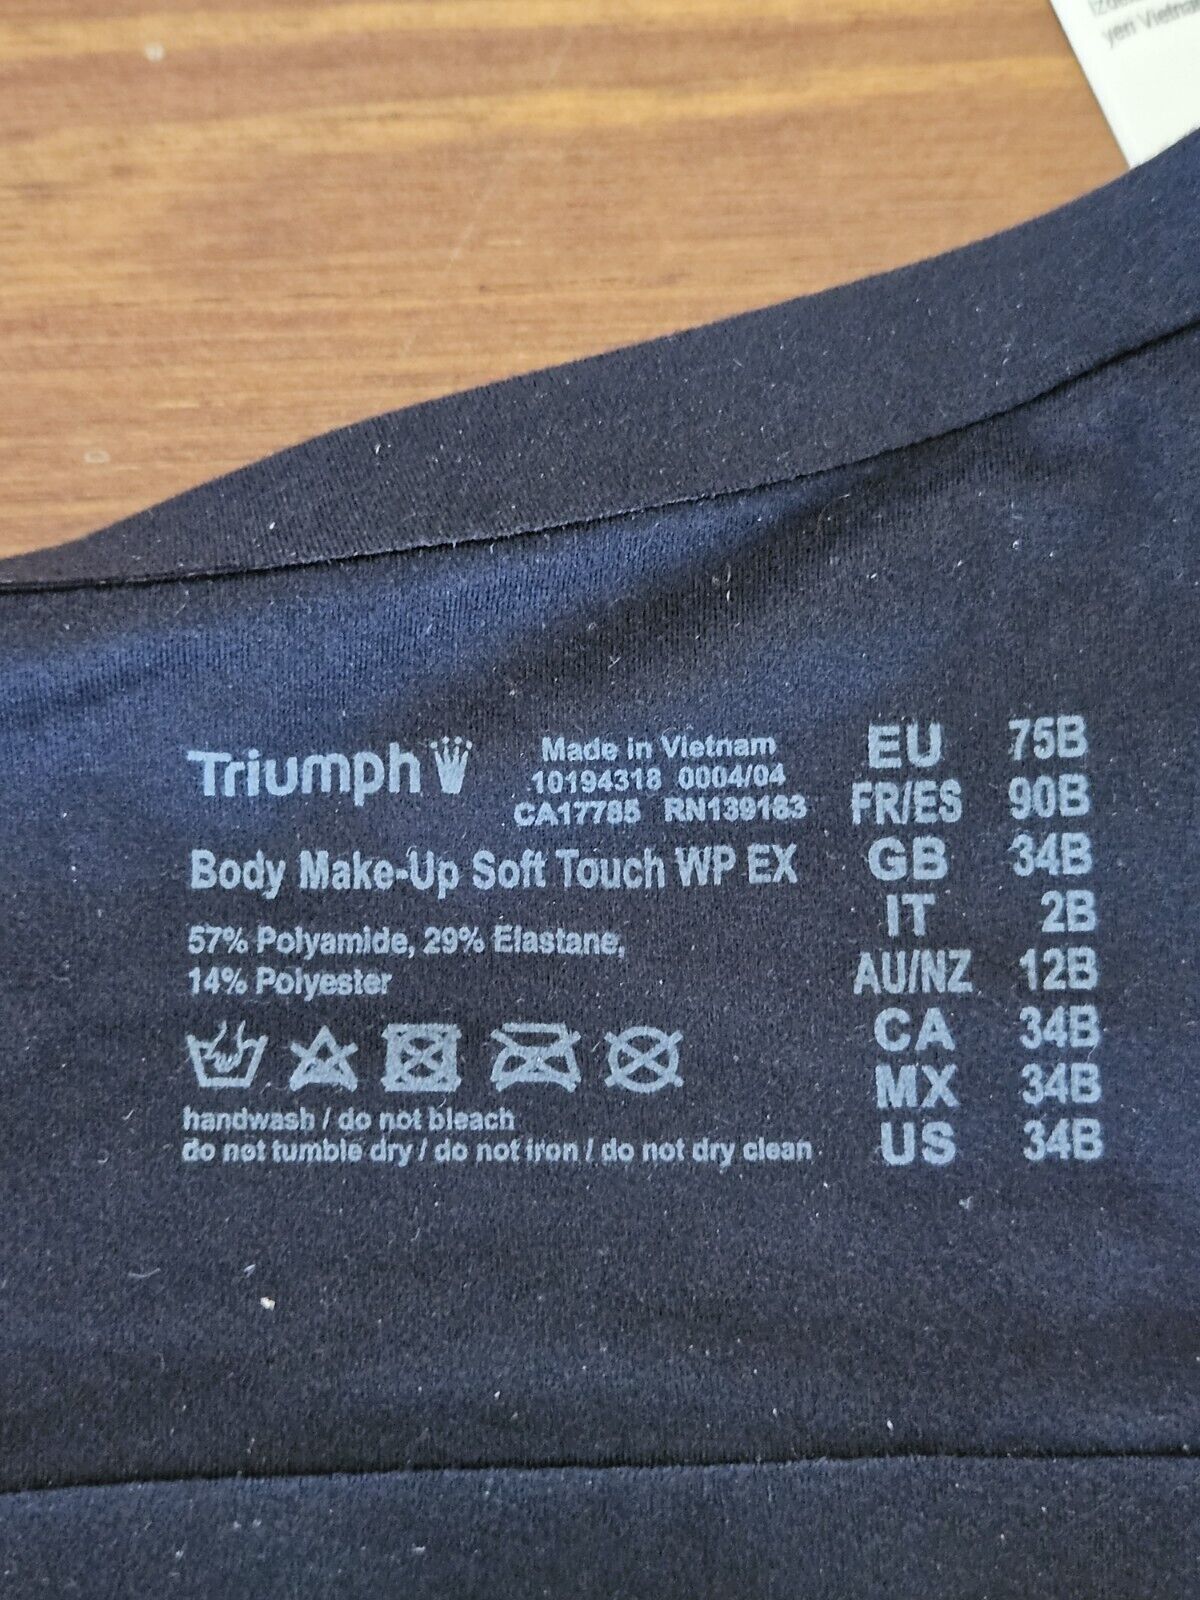 yeri Vietnam
Triumph
Made in Vietnam
10194318 0004/04
CA17785 RN139163
Body Make-Up Soft Touch WP EX
57% Polyamide, 29% Elastane,
14% Polyester
handwash / do not bleach
do not tumble dry / do not iron / do not dry clean
EU 75B
FR/ES 90B
GB 34B
IT 2B
AU/NZ 12B
CA 34B
MX 34B
US 34B